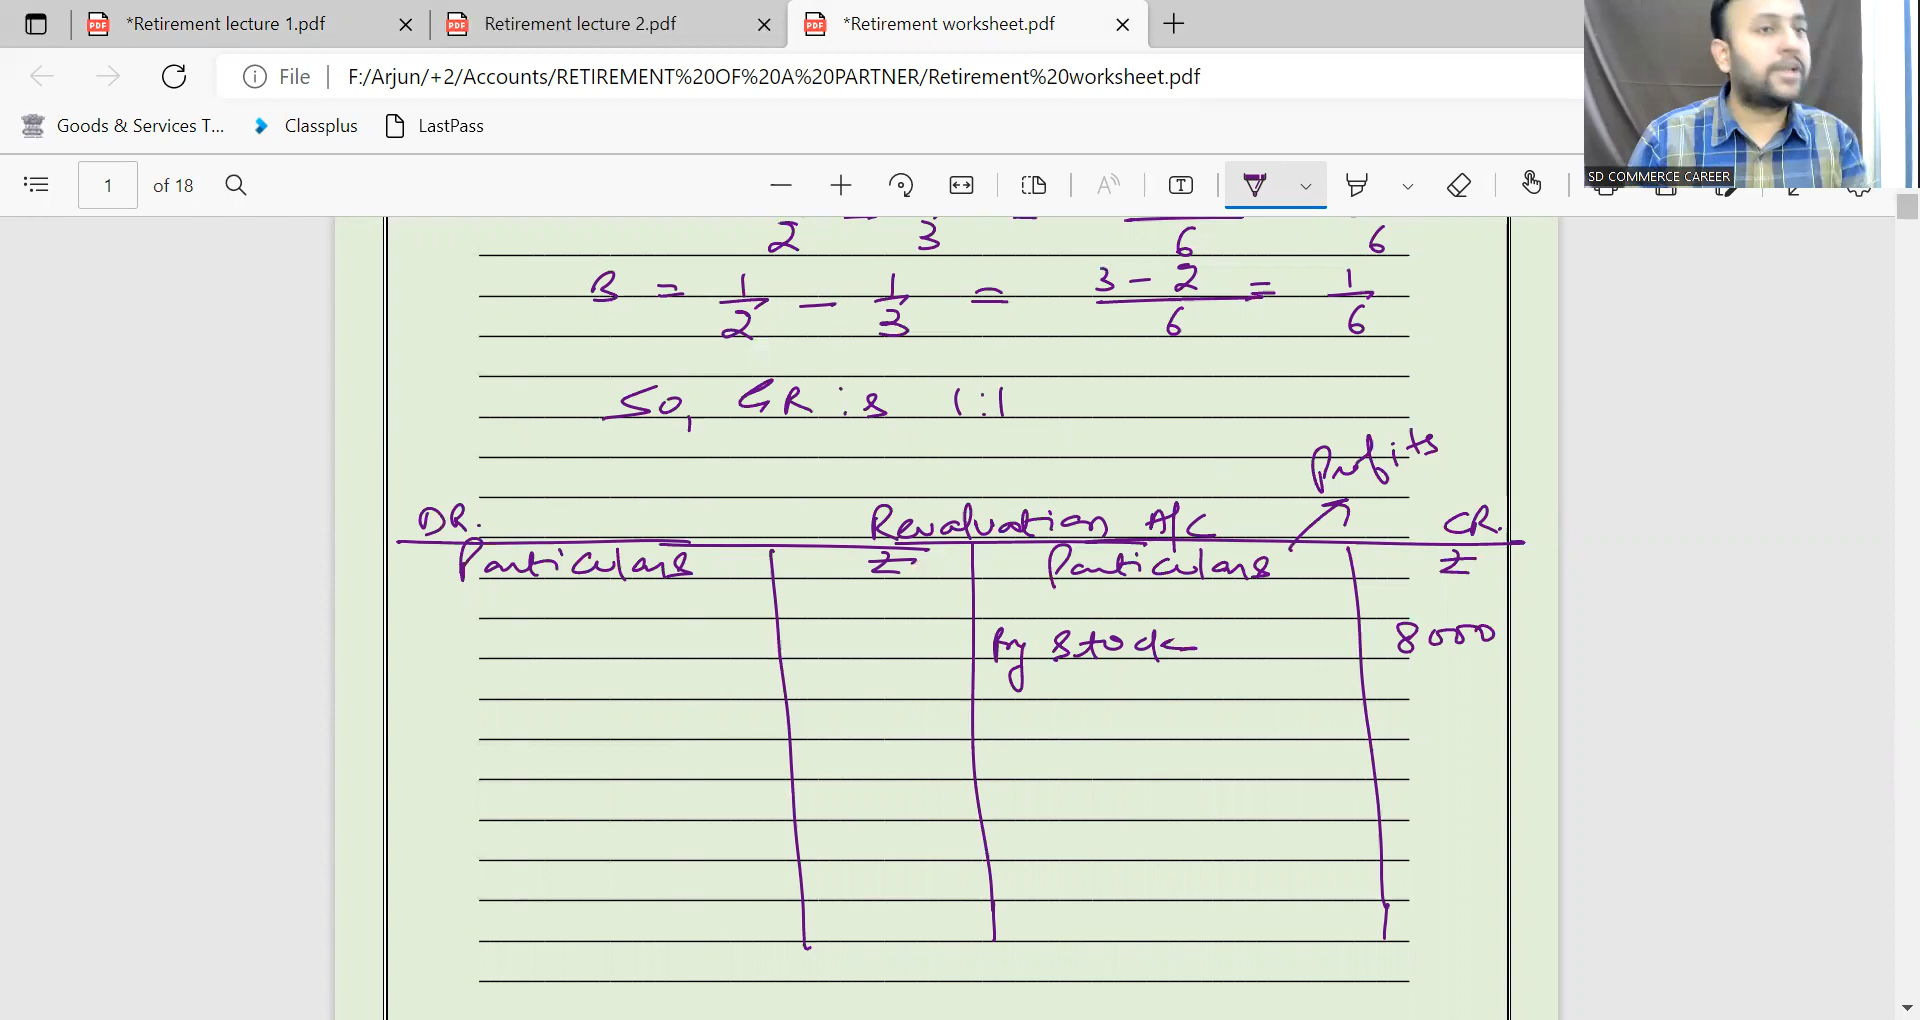 *Retirement lecture 1.pdf
Retirement lecture 2.pdf
*Retirement worksheet.pdf
File | F:/Arjun/+2/Accounts/RETIREMENT%20OF%20A%20PARTNER/Retirement%20worksheet.pdf
Goods & Services T...
Classplus
LastPass
SD COMMERCE CAREER
1 of 18
2 3 6 6
B = 1/2 - 1/3 = 3-2/6 = 1/6
So, GR is 1:1
Profits
DR. Revaluation A/C CR.
Particulars ₹ Particulars ₹
By Stock 8000